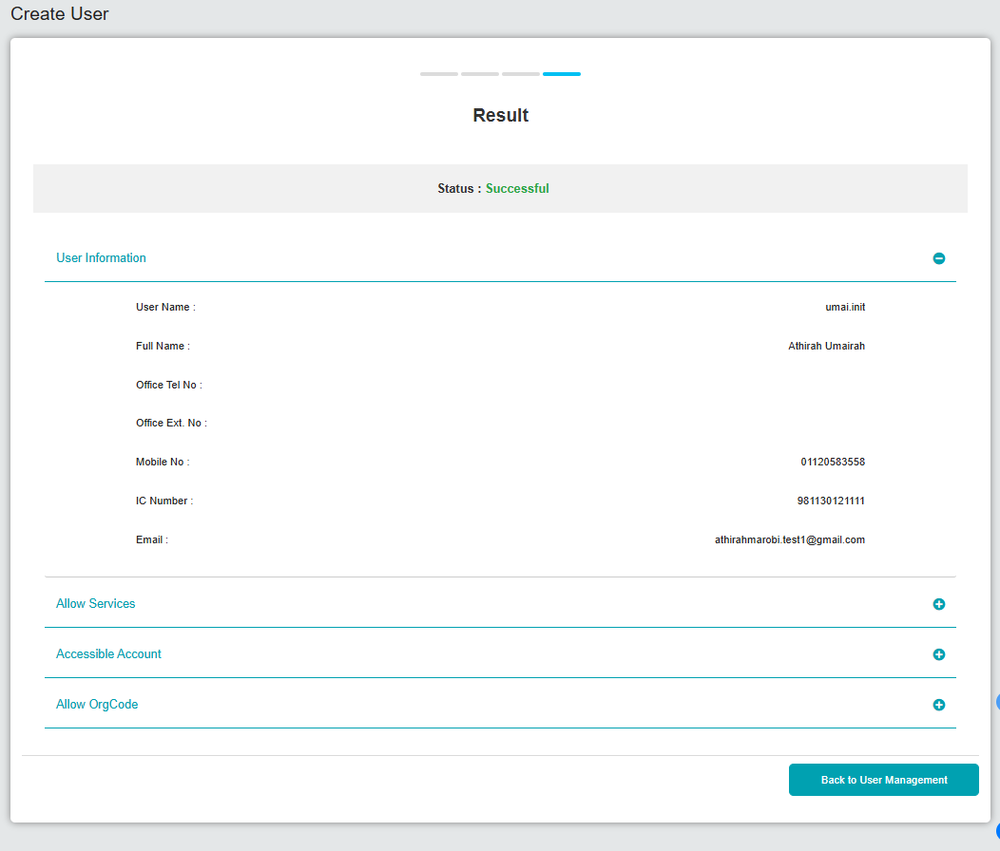 Create User
Result
Status : Successful
User Information
User Name : umai.init
Full Name : Athirah Umairah
Office Tel No :
Office Ext. No :
Mobile No : 01120583558
IC Number : 981130121111
Email : athirahmarobi.test1@gmail.com
Allow Services
Accessible Account
Allow OrgCode
Back to User Management